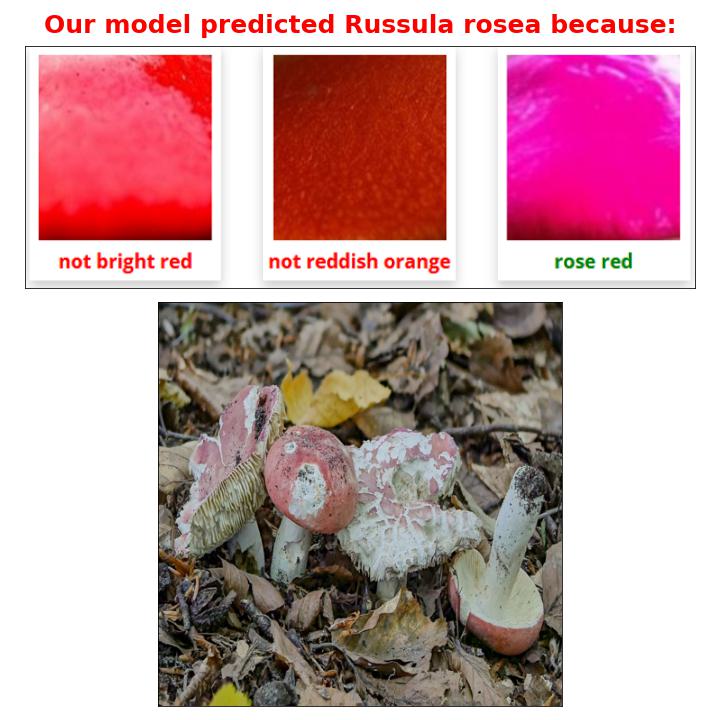 Our model predicted Russula rosea because:
not bright red
not reddish orange
rose red